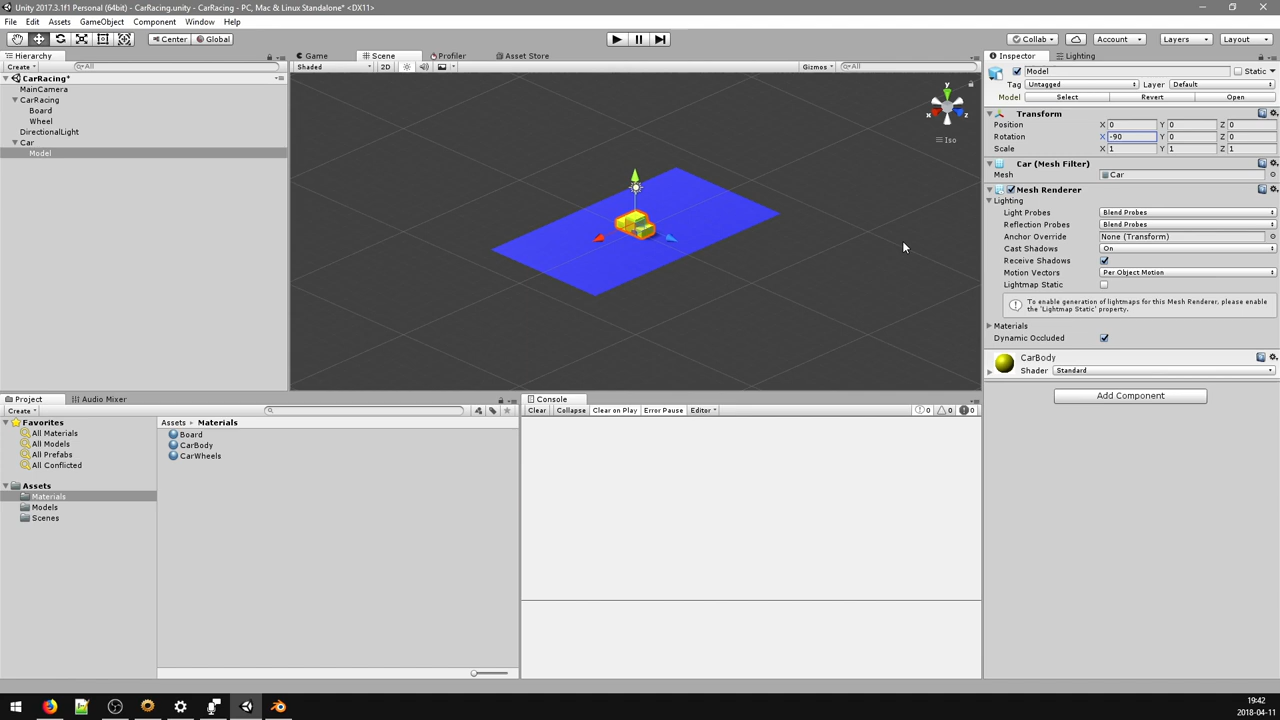 Unity 2017.3.1f1 Personal (64bit) - CarRacing.unity - CarRacing - PC, Mac & Linux Standalone* <DX11>
File Edit Assets GameObject Component Window Help
Center Global Collab Account Layers Layout
Hierarchy Game Scene Profiler Asset Store Inspector Lighting
Create All Shaded 2D Gizmos All
Model Static
CarRacing*
Tag Untagged Layer Default
MainCamera
Model Select Revert Open
CarRacing
Board
Wheel
DirectionalLight
Car
Model
y
x
z
Iso
Transform
Position X 0 Y 0 Z 0
Rotation X -90 Y 0 Z 0
Scale X 1 Y 1 Z 1
Car (Mesh Filter)
Mesh Car
Mesh Renderer
Lighting
Light Probes Blend Probes
Reflection Probes Blend Probes
Anchor Override None (Transform)
Cast Shadows On
Receive Shadows
Motion Vectors Per Object Motion
Lightmap Static
To enable generation of lightmaps for this Mesh Renderer, please enable
the 'Lightmap Static' property.
Materials
Dynamic Occluded
CarBody
Shader Standard
Add Component
Project Audio Mixer
Create
Favorites
All Materials
All Models
All Prefabs
All Conflicted
Assets
Materials
Models
Scenes
Assets Materials
Board
CarBody
CarWheels
Console
Clear Collapse Clear on Play Error Pause Editor 0 0 0
19:42
2018-04-11